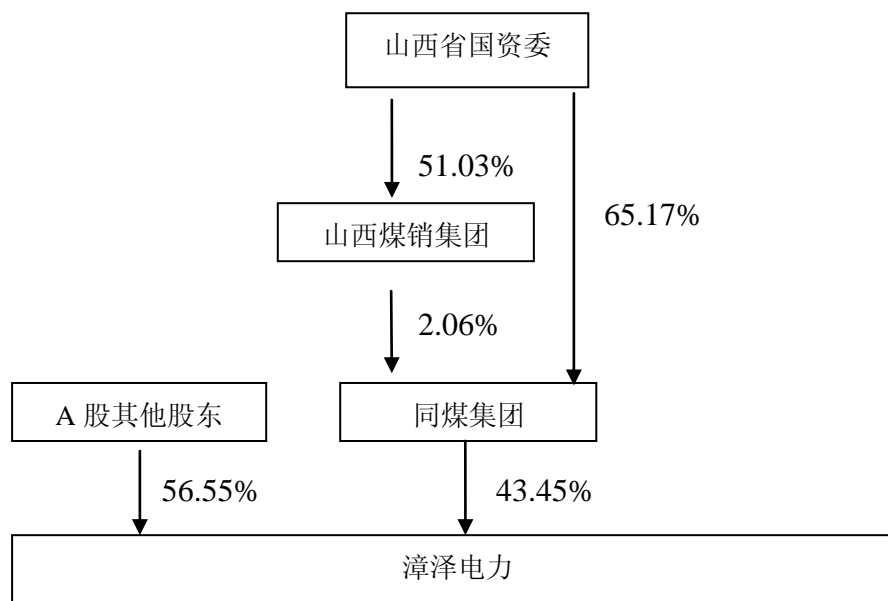 山西省国资委
51.03%
65.17%
山西煤销集团
2.06%
A 股其他股东
同煤集团
56.55%
43.45%
漳泽电力